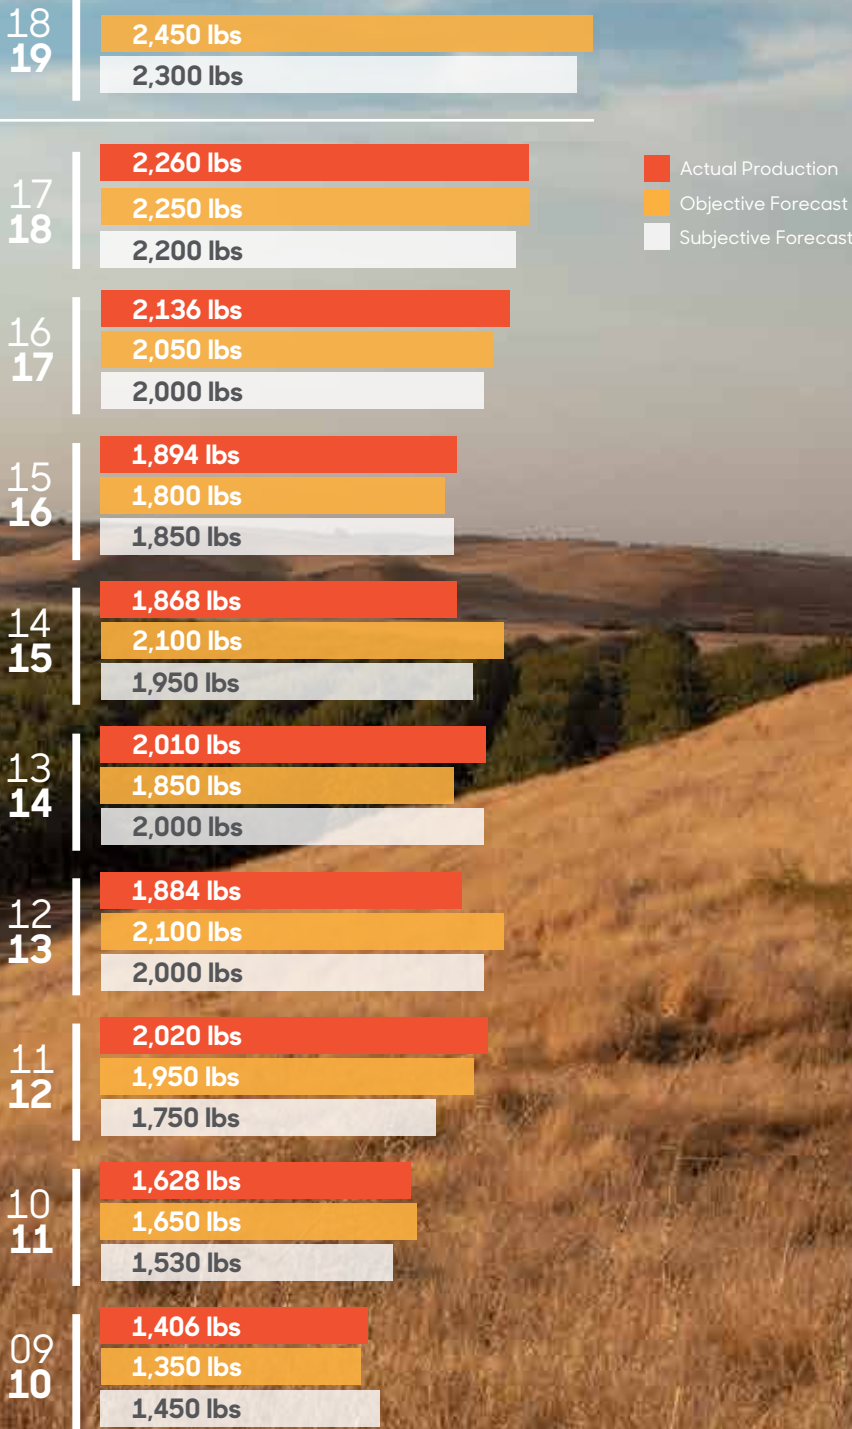 18
19
2,450 lbs
2,300 lbs
17
18
2,260 lbs
2,250 lbs
2,200 lbs
Actual Production
Objective Forecast
Subjective Forecast
16
17
2,136 lbs
2,050 lbs
2,000 lbs
15
16
1,894 lbs
1,800 lbs
1,850 lbs
14
15
1,868 lbs
2,100 lbs
1,950 lbs
13
14
2,010 lbs
1,850 lbs
2,000 lbs
12
13
1,884 lbs
2,100 lbs
2,000 lbs
11
12
2,020 lbs
1,950 lbs
1,750 lbs
10
11
1,628 lbs
1,650 lbs
1,530 lbs
09
10
1,406 lbs
1,350 lbs
1,450 lbs